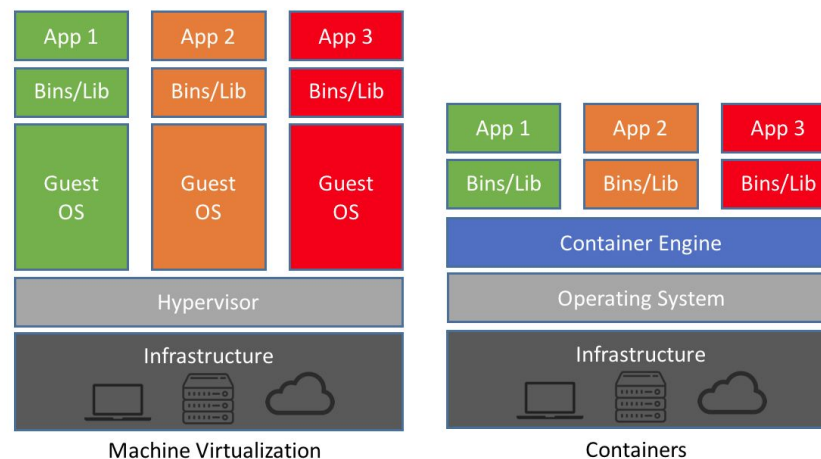 App 1
App 2
App 3
Bins/Lib
Bins/Lib
Bins/Lib
Guest
OS
Guest
OS
Guest
OS
Hypervisor
Infrastructure
Machine Virtualization
App 1
App 2
App 3
Bins/Lib
Bins/Lib
Bins/Lib
Container Engine
Operating System
Infrastructure
Containers